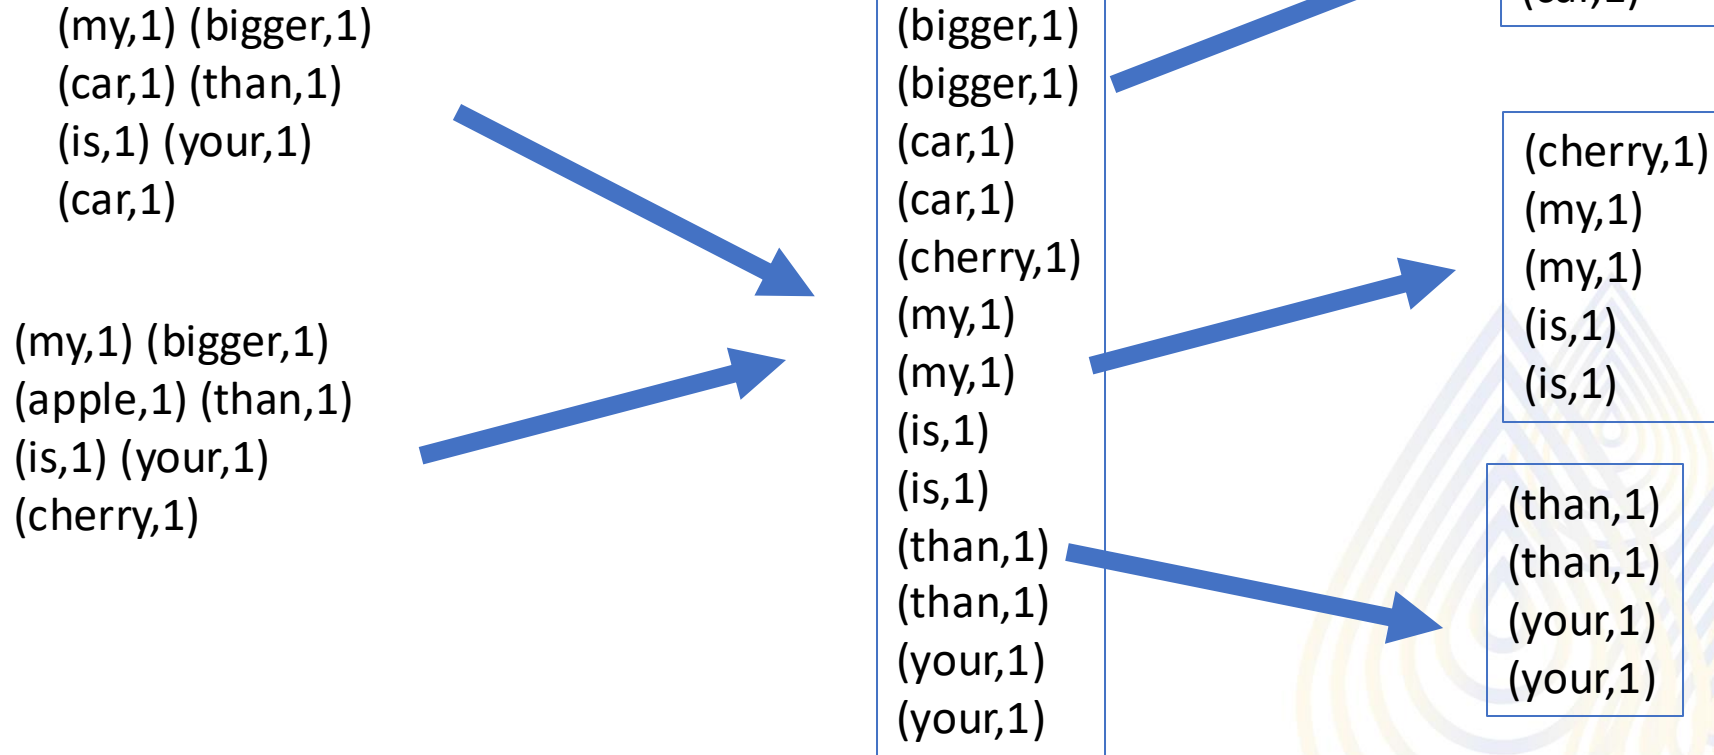 (my,1) (bigger,1)
(car,1) (than,1)
(is,1) (your,1)
(car,1)
(my,1) (bigger,1)
(apple,1) (than,1)
(is,1) (your,1)
(cherry,1)
(bigger,1)
(bigger,1)
(car,1)
(car,1)
(cherry,1)
(my,1)
(my,1)
(is,1)
(is,1)
(than,1)
(than,1)
(your,1)
(your,1)
(car,1)
(cherry,1)
(my,1)
(my,1)
(is,1)
(is,1)
(than,1)
(than,1)
(your,1)
(your,1)